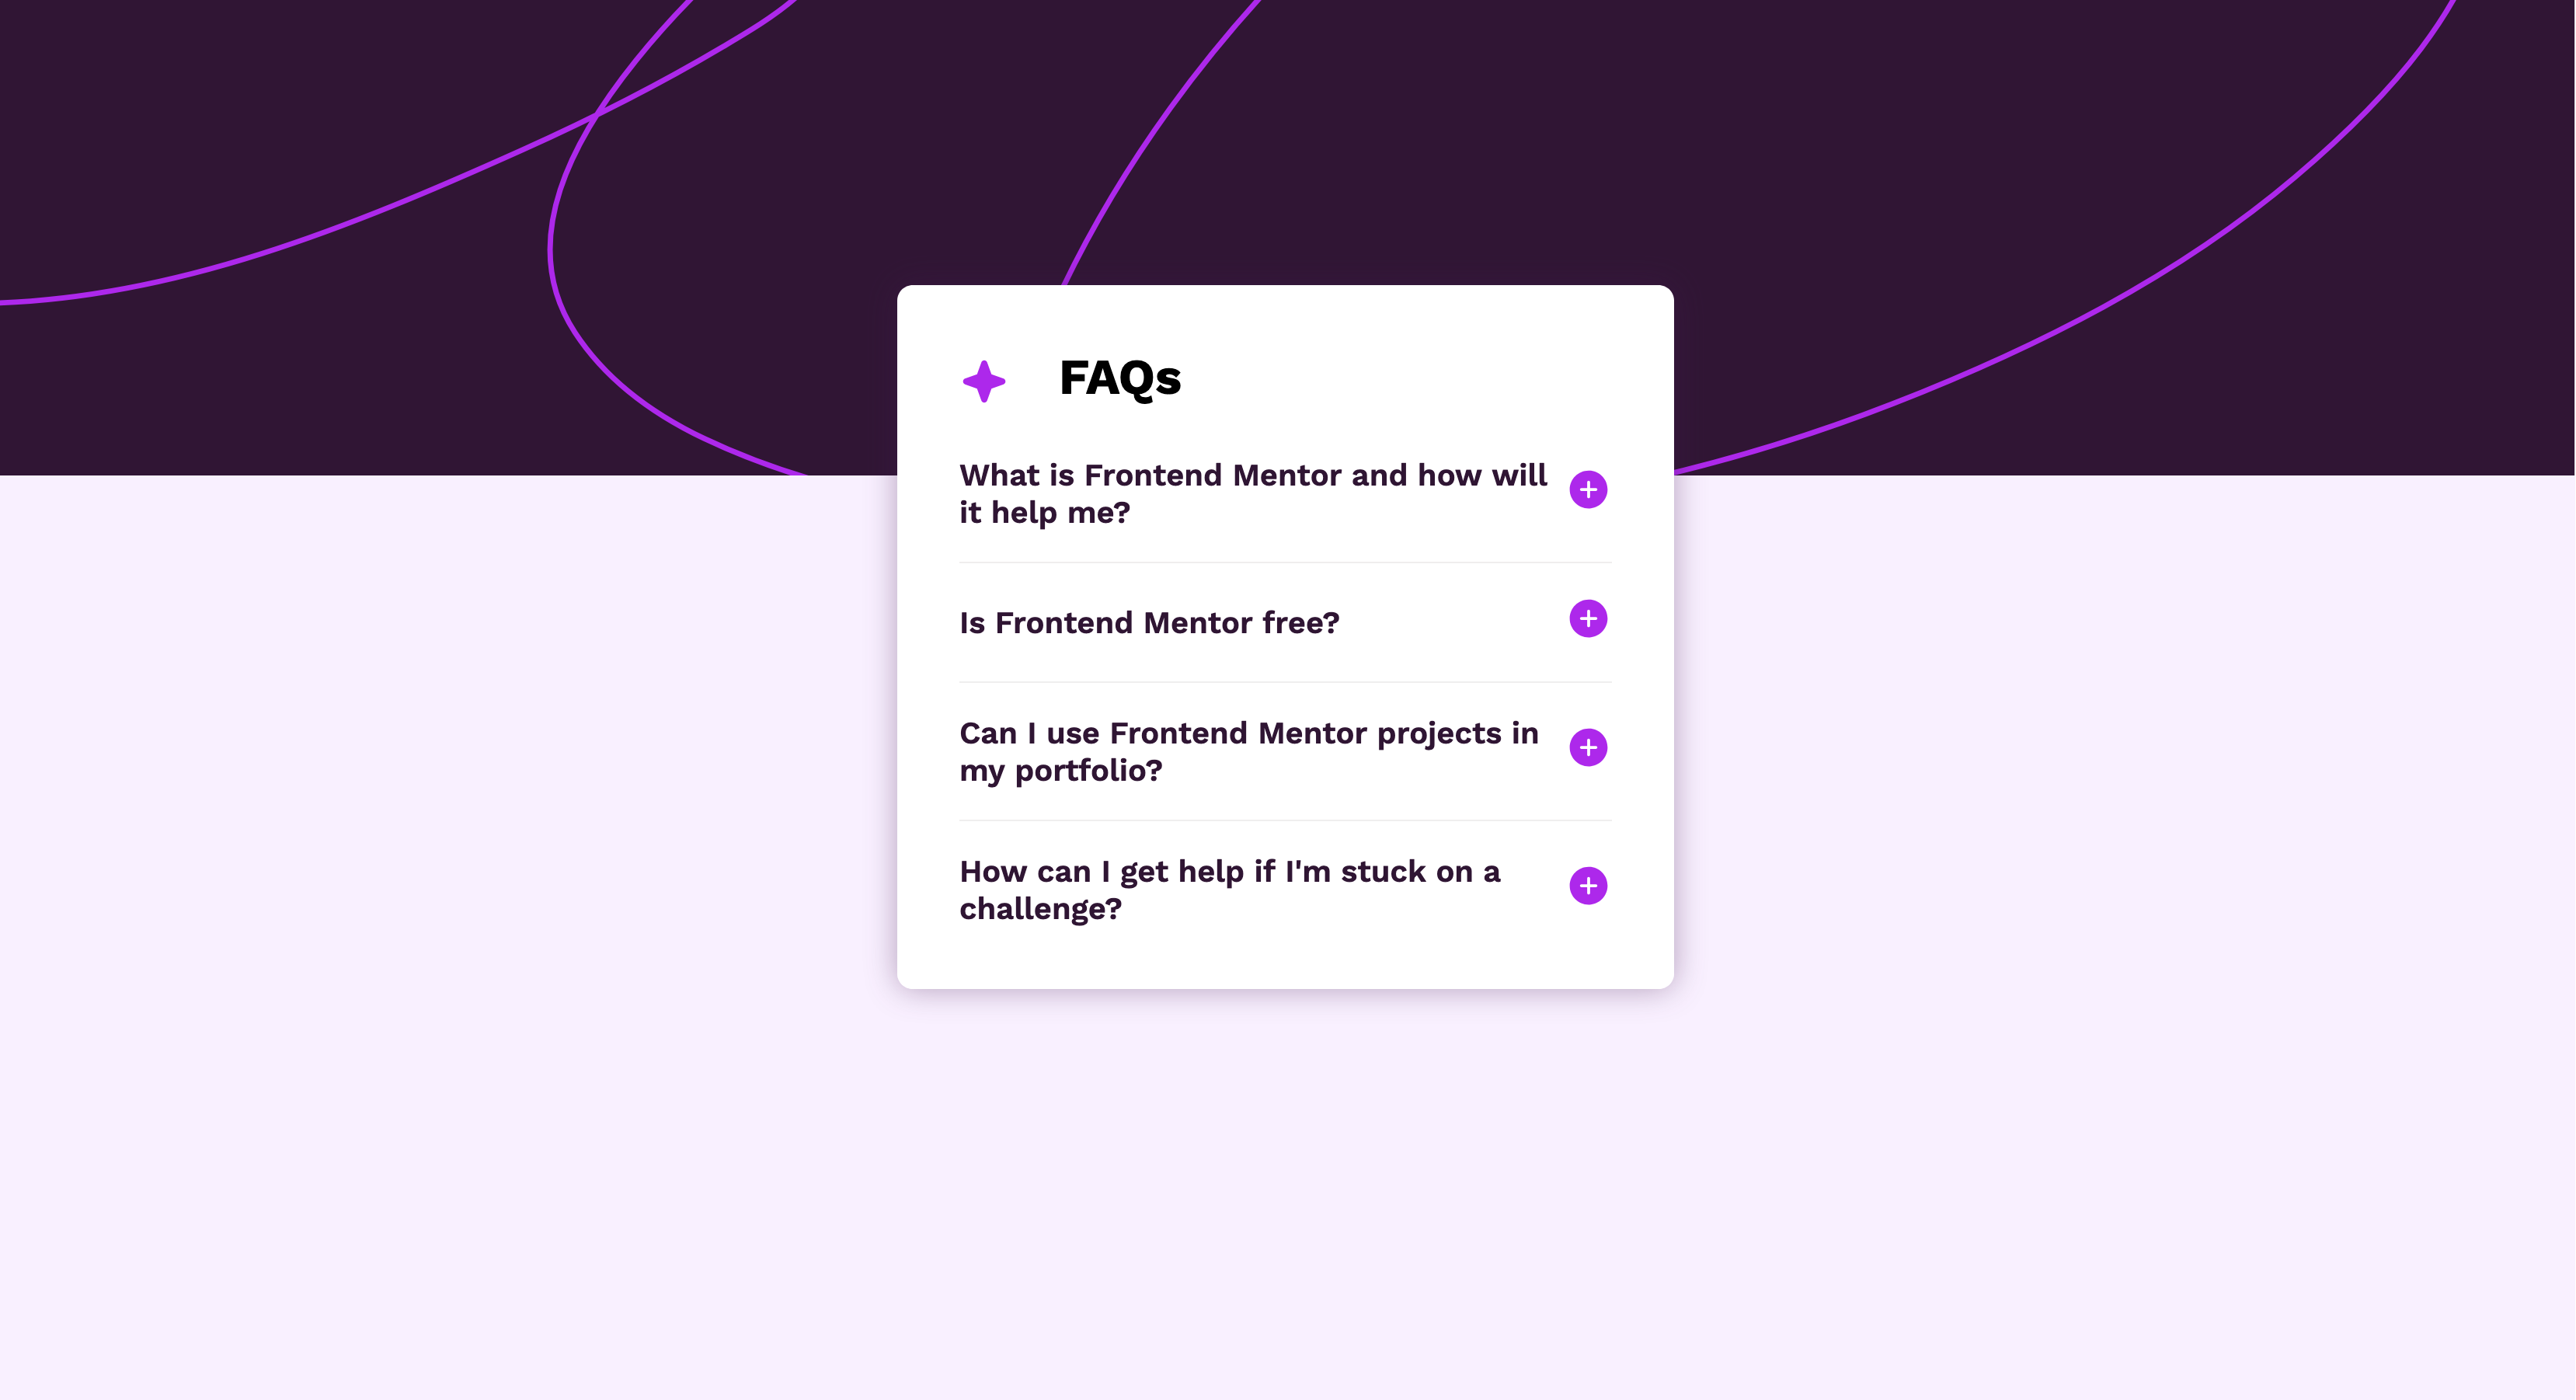 FAQs
What is Frontend Mentor and how will
it help me?
Is Frontend Mentor free?
Can I use Frontend Mentor projects in
my portfolio?
How can I get help if I'm stuck on a
challenge?